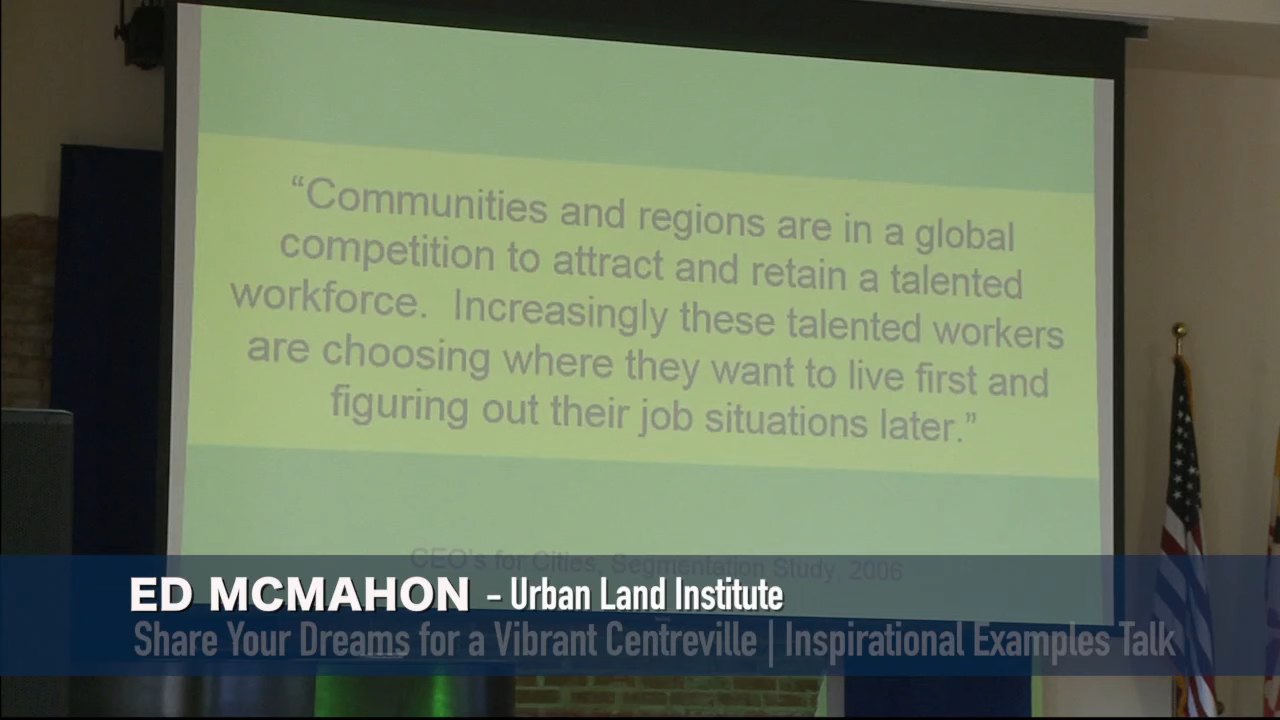 “Communities and regions are in a global
competition to attract and retain a talented
workforce. Increasingly these talented workers
are choosing where they want to live first and
figuring out their job situations later.”
CEO's for Cities, Segmentation Study, 2006
ED MCMAHON – Urban Land Institute
Share Your Dreams for a Vibrant Centreville | Inspirational Examples Talk